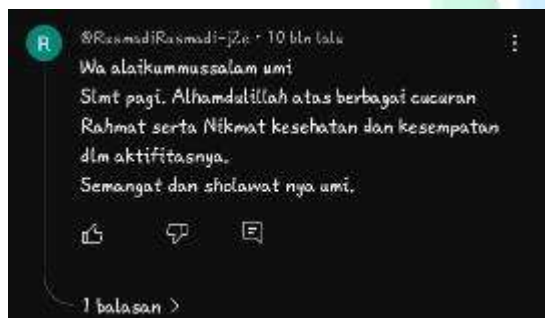 R
@RusmadiRusmadi-j2e • 10 bln lalu
Wa alaikummussalam umi
Slmt pagi. Alhamdulillah atas berbagai cucuran
Rahmat serta Nikmat kesehatan dan kesempatan
dlm aktifitasnya.
Semangat dan sholawat nya umi.
1 balasan >